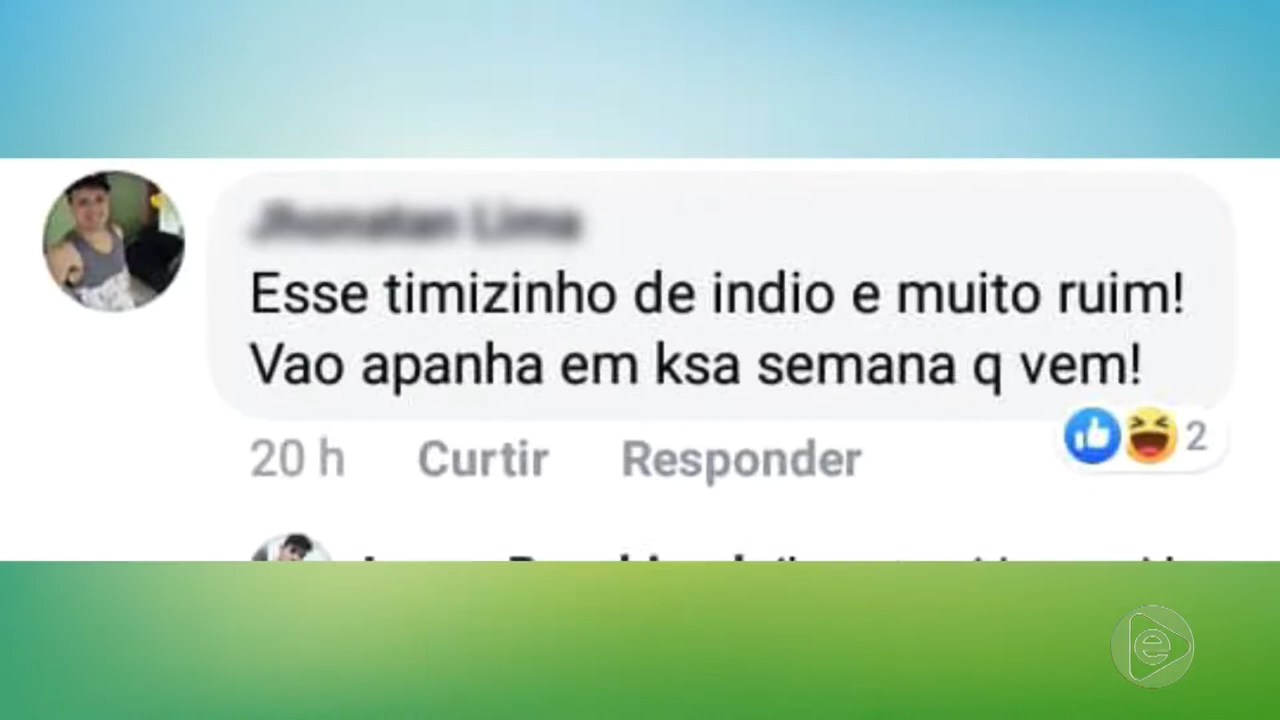 Esse timizinho de indio e muito ruim!
Vao apanha em ksa semana q vem!
20 h Curtir Responder 2
e